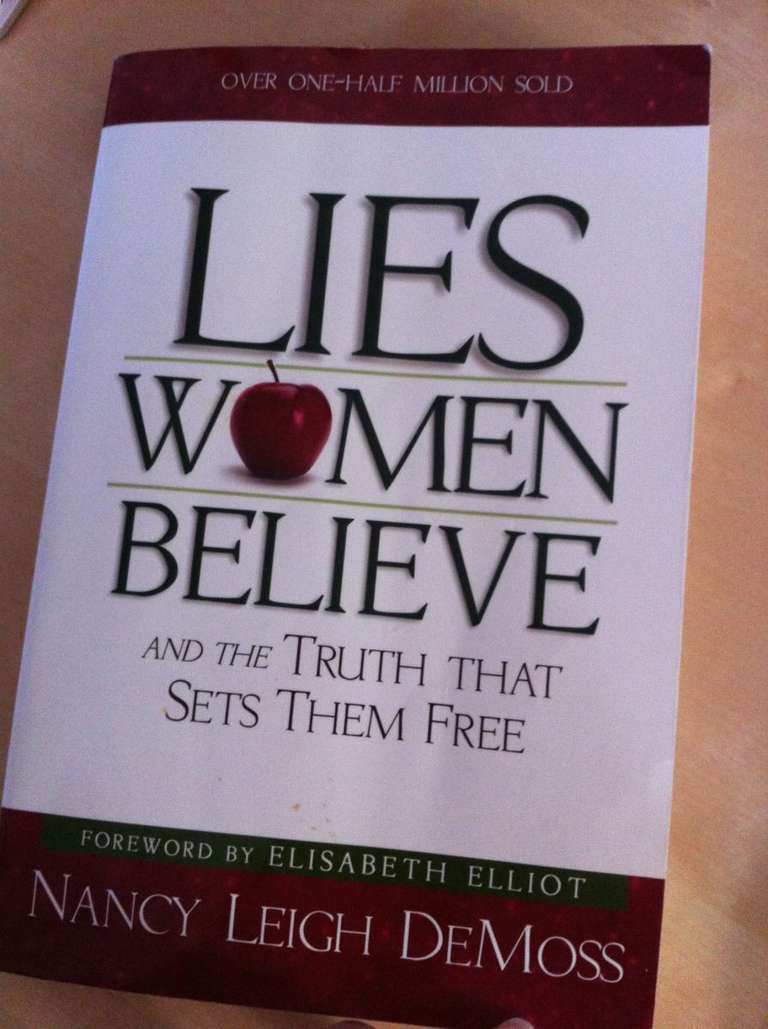 OVER ONE-HALF MILLION SOLD
LIES
WOMEN
BELIEVE
AND THE TRUTH THAT
SETS THEM FREE
FOREWORD BY ELISABETH ELLIOT
NANCY LEIGH DEMOSS